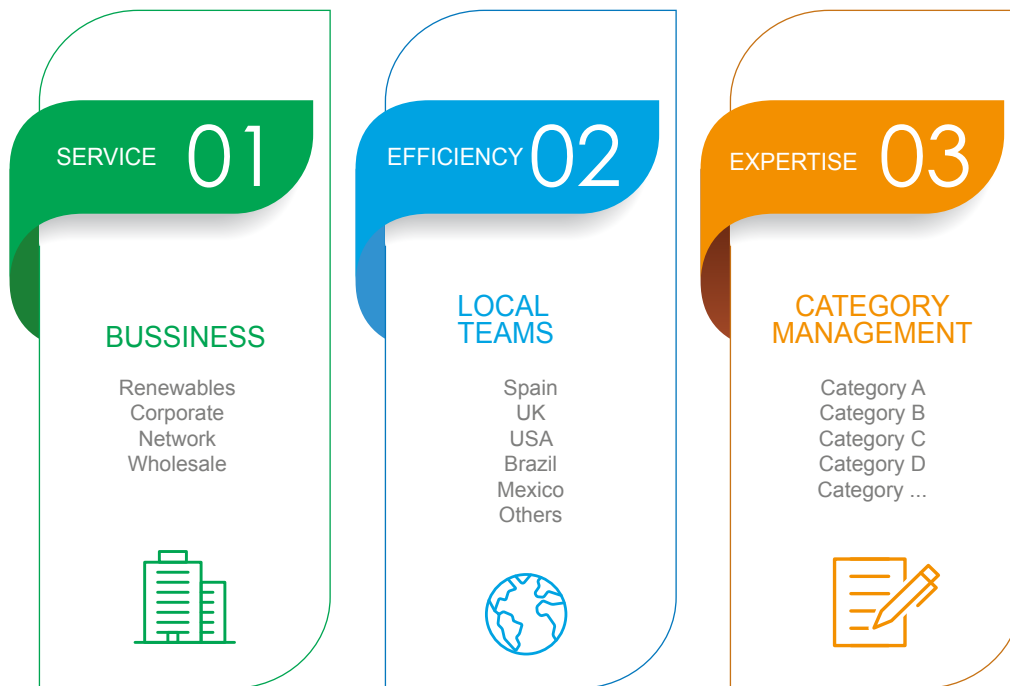 SERVICE 01
BUSSINESS
Renewables
Corporate
Network
Wholesale
EFFICIENCY 02
LOCAL
TEAMS
Spain
UK
USA
Brazil
Mexico
Others
EXPERTISE 03
CATEGORY
MANAGEMENT
Category A
Category B
Category C
Category D
Category ...